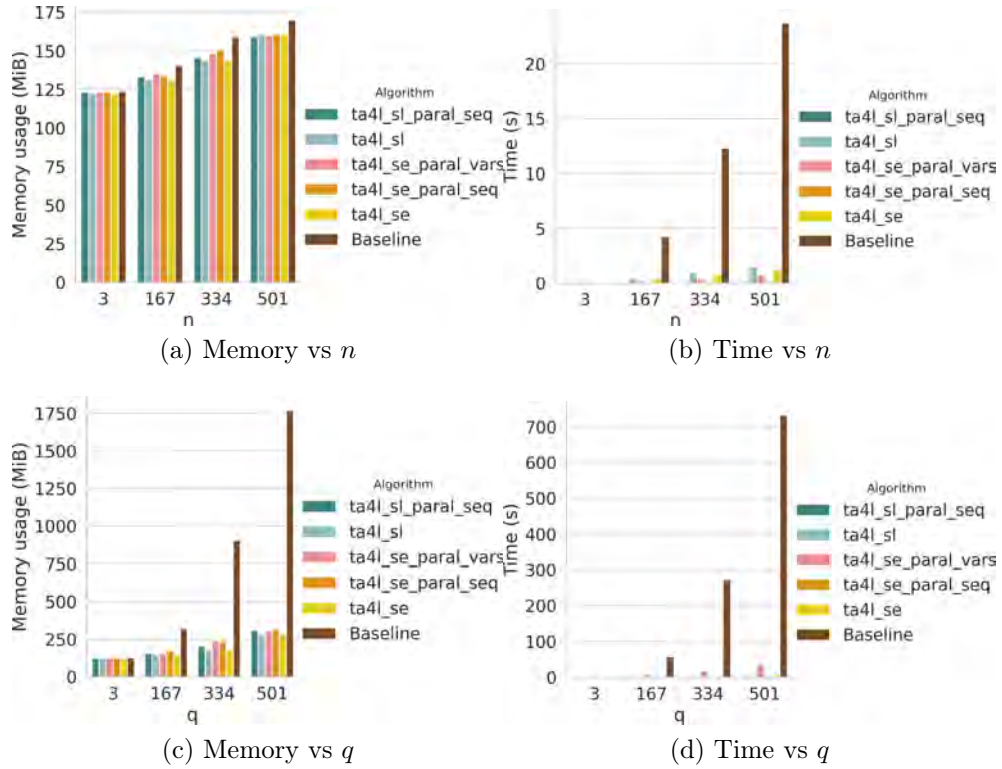 175
150
125
100
75
50
25
0
Memory usage (MiB)
3 167 334 501
n
Algorithm
ta4l_sl_paral_seq
ta4l_sl
ta4l_se_paral_vars
ta4l_se_paral_seq
ta4l_se
Baseline
(a) Memory vs n
20
15
10
5
0
Time (s)
3 167 334 501
n
Algorithm
ta4l_sl_paral_seq
ta4l_sl
ta4l_se_paral_vars
ta4l_se_paral_seq
ta4l_se
Baseline
(b) Time vs n
1750
1500
1250
1000
750
500
250
0
Memory usage (MiB)
3 167 334 501
q
Algorithm
ta4l_sl_paral_seq
ta4l_sl
ta4l_se_paral_vars
ta4l_se_paral_seq
ta4l_se
Baseline
(c) Memory vs q
700
600
500
400
300
200
100
0
Time (s)
3 167 334 501
q
Algorithm
ta4l_sl_paral_seq
ta4l_sl
ta4l_se_paral_vars
ta4l_se_paral_seq
ta4l_se
Baseline
(d) Time vs q